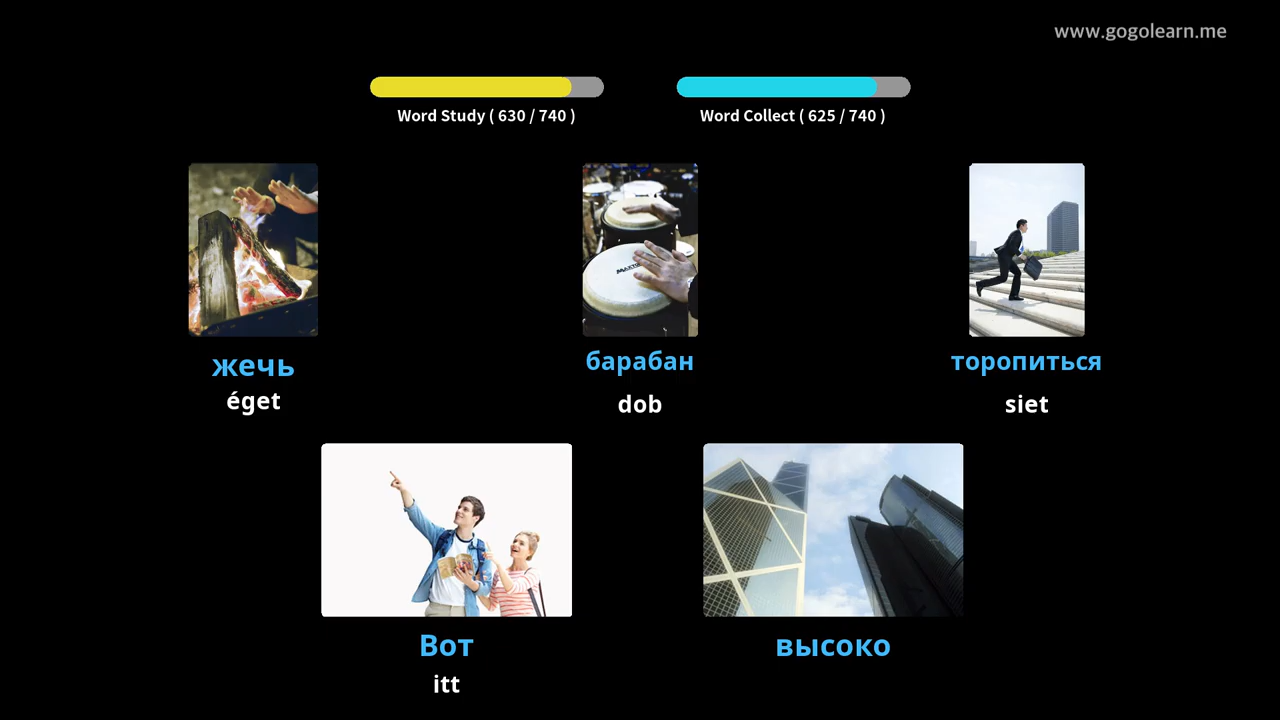 www.gogolearn.me
Word Study ( 630 / 740 )
Word Collect ( 625 / 740 )
жечь
éget
барабан
dob
торопиться
siet
Вот
itt
высоко